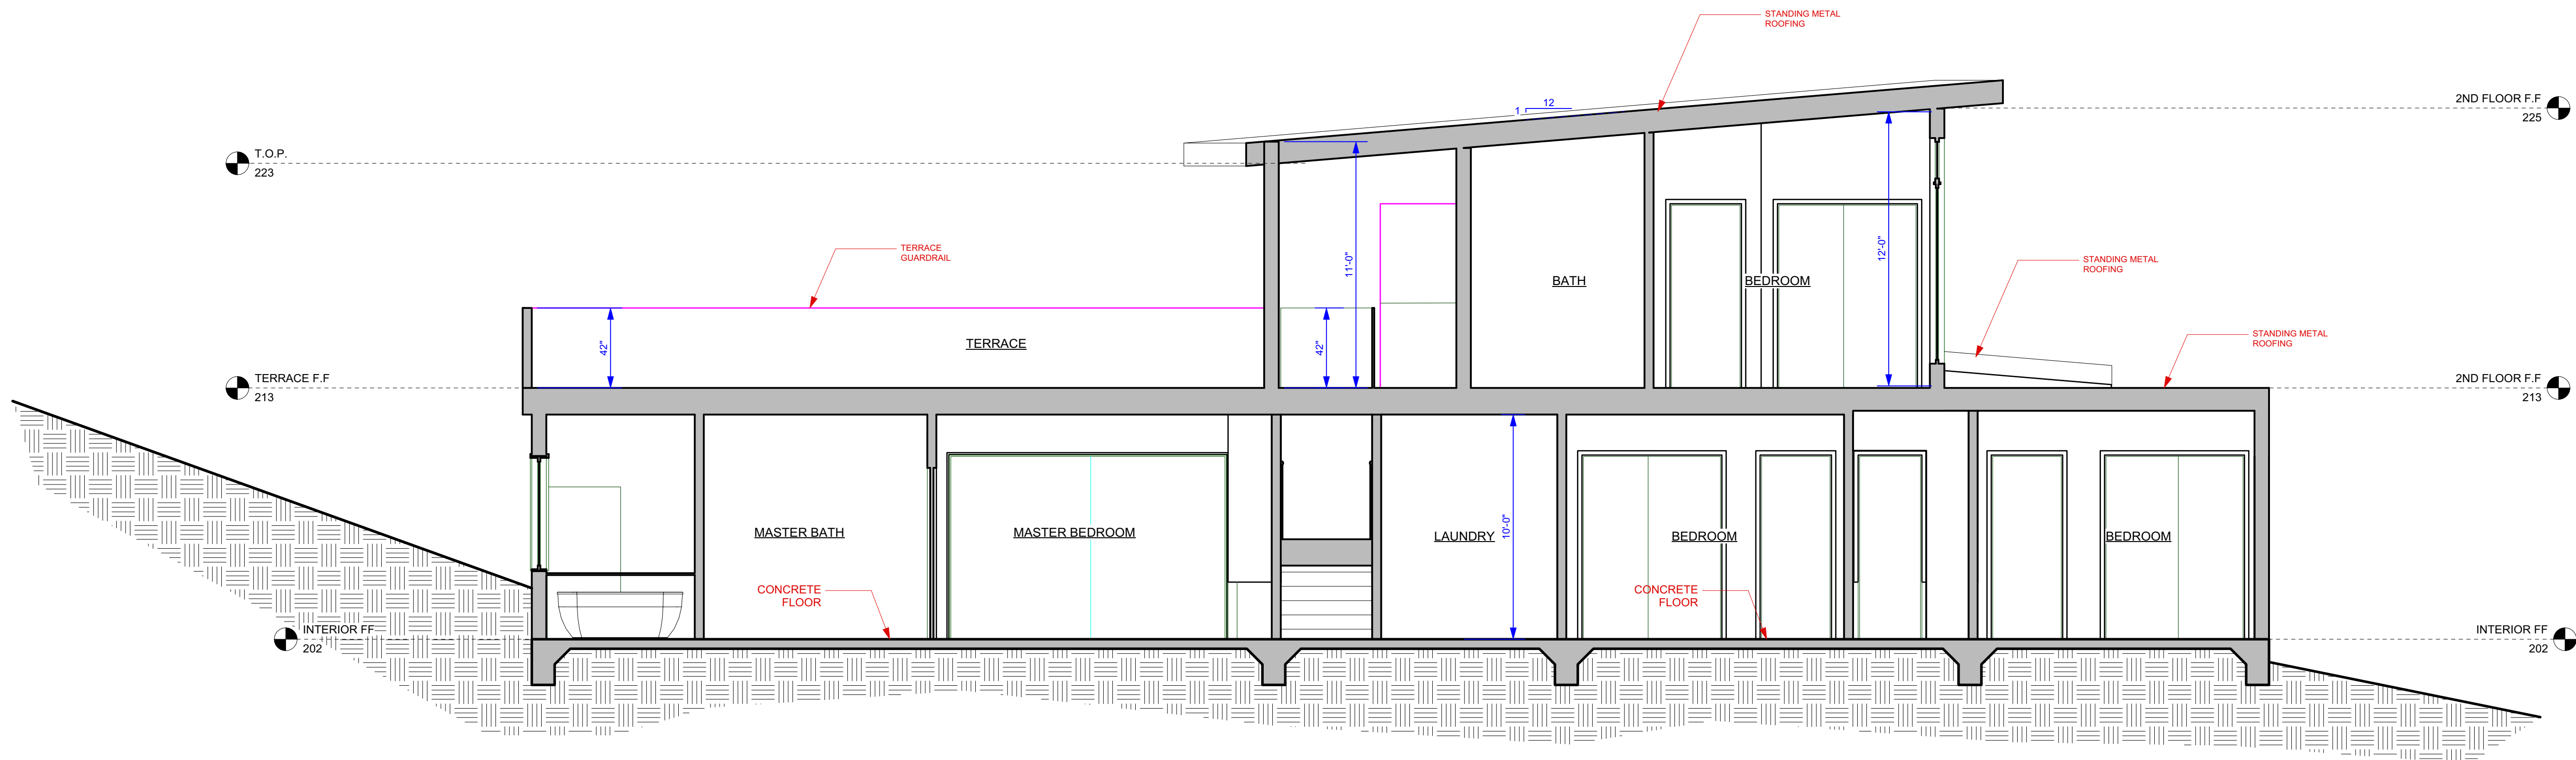 STANDING METAL
ROOFING
2ND FLOOR F.F
225
12
1
T.O.P.
223
TERRACE
GUARDRAIL
11'-0"
12'-0"
BATH
BEDROOM
STANDING METAL
ROOFING
STANDING METAL
ROOFING
42"
TERRACE
42"
TERRACE F.F
213
2ND FLOOR F.F
213
MASTER BATH
MASTER BEDROOM
LAUNDRY
10'-0"
BEDROOM
BEDROOM
CONCRETE
FLOOR
CONCRETE
FLOOR
INTERIOR FF
202
INTERIOR FF
202